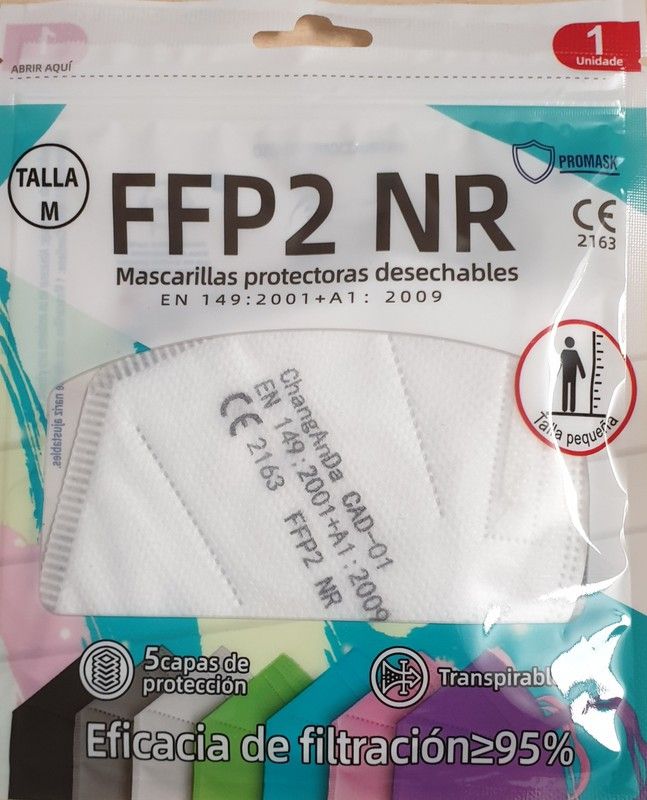 1
Unidade
ABRIR AQUÍ
TALLA
M
PROMASK
FFP2 NR
CE
2163
Mascarillas protectoras desechables
EN 149:2001+A1: 2009
Talla pequeña
ChangAnDa CAD-01
EN 149:2001+A1:2009
CE 2163 FFP2 NR
nariz ajustables.
5capas de
protección
Transpirabl
Eficacia de filtración≥95%